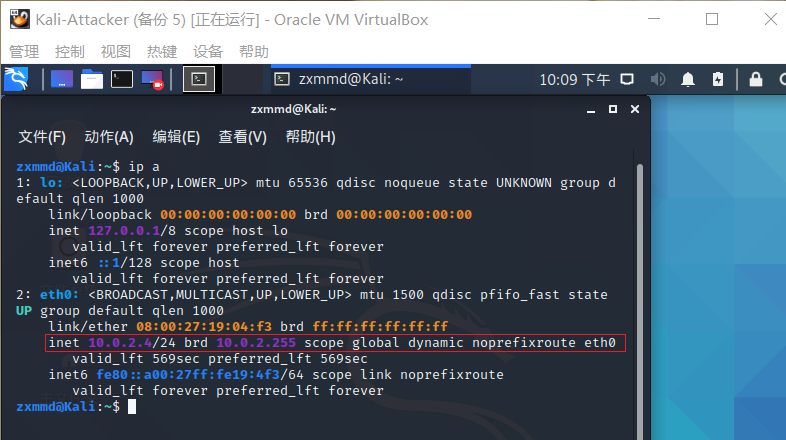 Kali-Attacker (备份 5) [正在运行] - Oracle VM VirtualBox
管理 控制 视图 热键 设备 帮助
zxmmd@Kali: ~ 10:09 下午
zxmmd@Kali: ~
文件(F) 动作(A) 编辑(E) 查看(V) 帮助(H)
zxmmd@Kali:~$ ip a
1: lo: <LOOPBACK,UP,LOWER_UP> mtu 65536 qdisc noqueue state UNKNOWN group d
efault qlen 1000
link/loopback 00:00:00:00:00:00 brd 00:00:00:00:00:00
inet 127.0.0.1/8 scope host lo
valid_lft forever preferred_lft forever
inet6 ::1/128 scope host
valid_lft forever preferred_lft forever
2: eth0: <BROADCAST,MULTICAST,UP,LOWER_UP> mtu 1500 qdisc pfifo_fast state
UP group default qlen 1000
link/ether 08:00:27:19:04:f3 brd ff:ff:ff:ff:ff:ff
inet 10.0.2.4/24 brd 10.0.2.255 scope global dynamic noprefixroute eth0
valid_lft 569sec preferred_lft 569sec
inet6 fe80::a00:27ff:fe19:4f3/64 scope link noprefixroute
valid_lft forever preferred_lft forever
zxmmd@Kali:~$